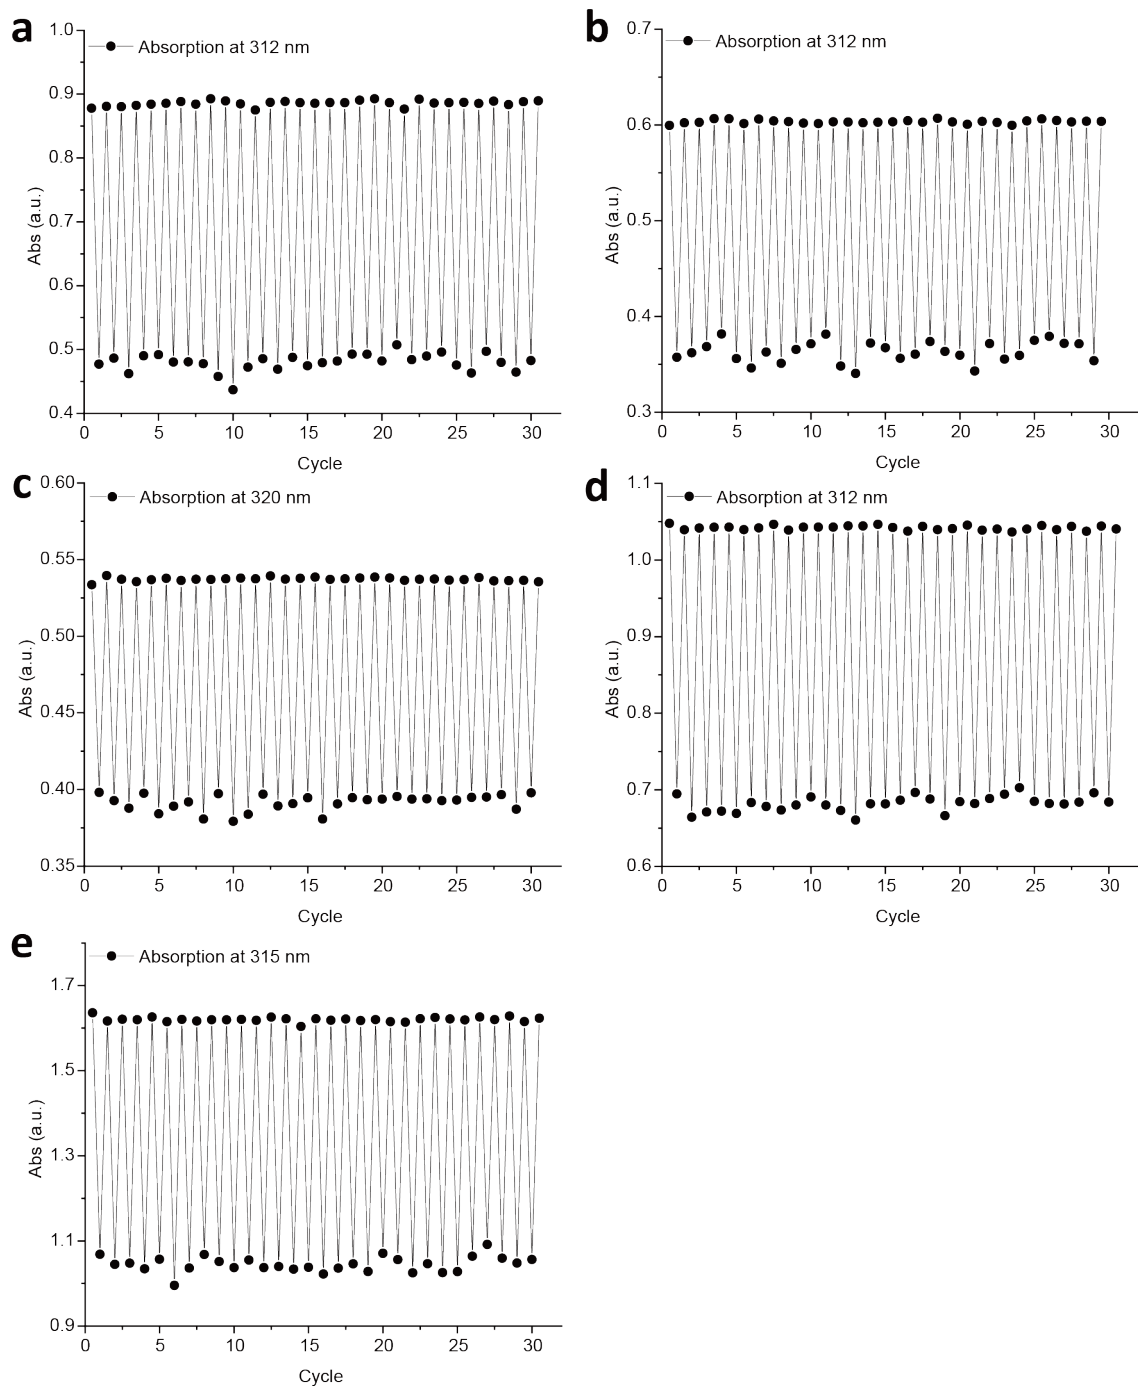 a
Absorption at 312 nm
1.0
0.9
0.8
0.7
0.6
0.5
0.4
Abs (a.u.)
0 5 10 15 20 25 30
Cycle
b
Absorption at 312 nm
0.7
0.6
0.5
0.4
0.3
Abs (a.u.)
0 5 10 15 20 25 30
Cycle
c
Absorption at 320 nm
0.60
0.55
0.50
0.45
0.40
0.35
Abs (a.u.)
0 5 10 15 20 25 30
Cycle
d
Absorption at 312 nm
1.1
1.0
0.9
0.8
0.7
0.6
Abs (a.u.)
0 5 10 15 20 25 30
Cycle
e
Absorption at 315 nm
1.7
1.5
1.3
1.1
0.9
Abs (a.u.)
0 5 10 15 20 25 30
Cycle